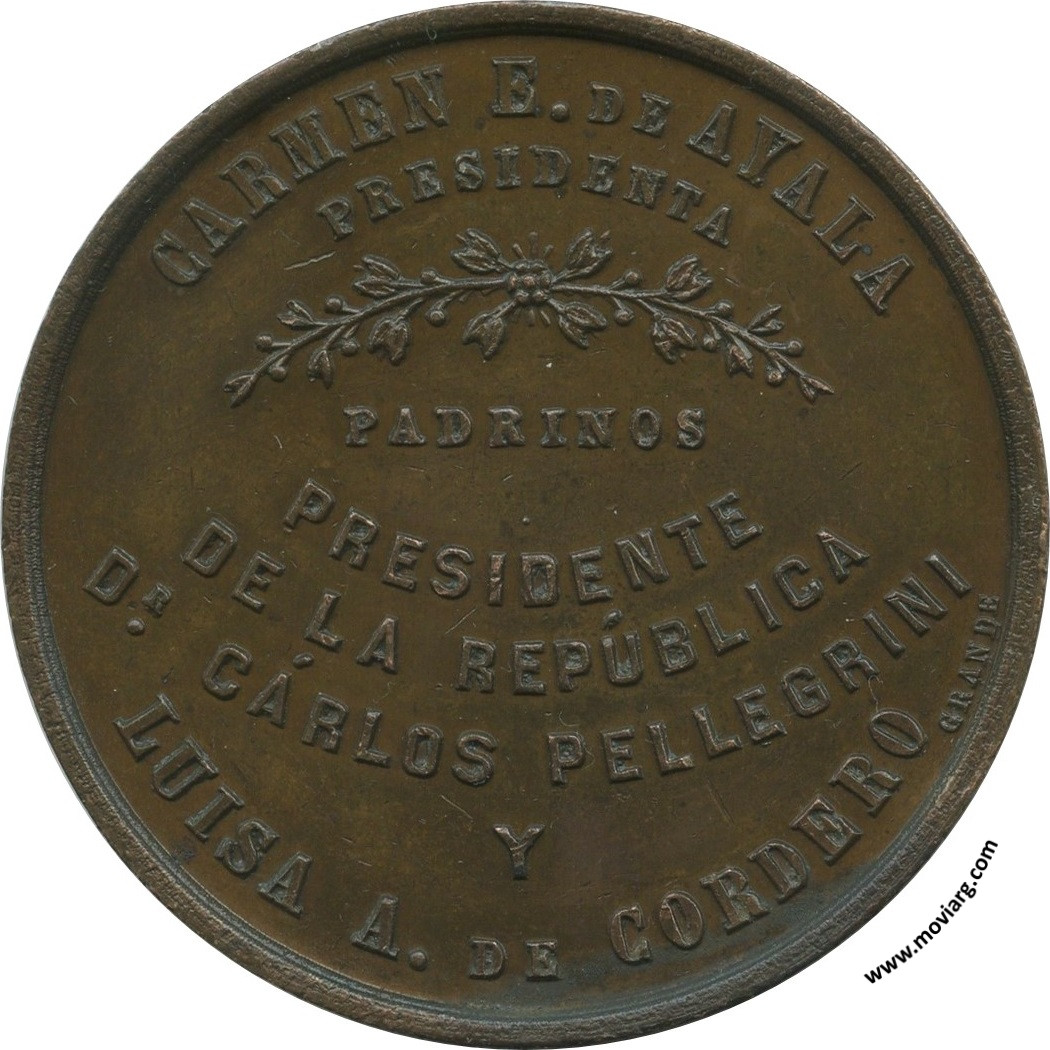 CARMEN E. DE AYALA
PRESIDENTA
PADRINOS
PRESIDENTE
DE LA REPÚBLICA
DR. CÁRLOS PELLEGRINI
Y
LUISA A. DE CORDERO
GRANDE
www.moviarg.com